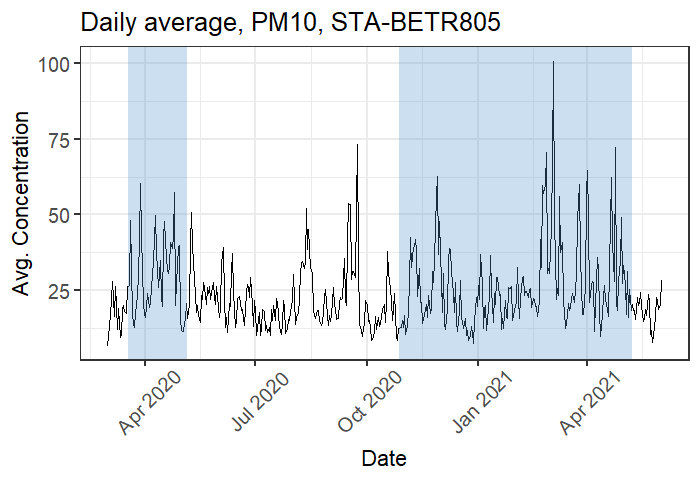 Daily average, PM10, STA-BETR805
Avg. Concentration
100
75
50
25
Apr 2020
Jul 2020
Oct 2020
Jan 2021
Apr 2021
Date